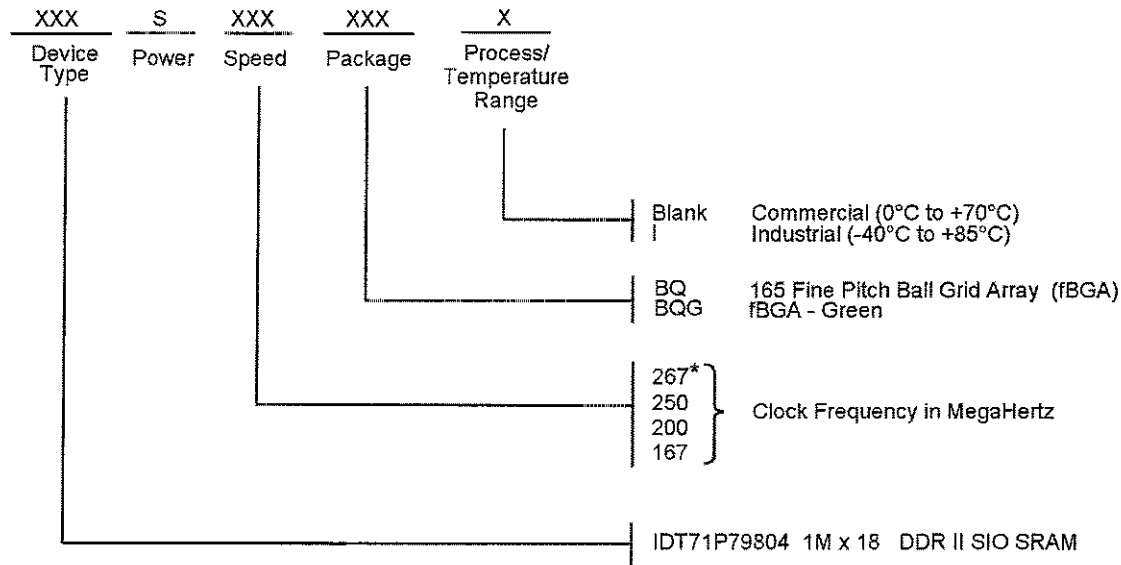 XXX S XXX XXX X
Device Type Power Speed Package Process/ Temperature Range
Blank Commercial (0°C to +70°C)
I Industrial (-40°C to +85°C)
BQ 165 Fine Pitch Ball Grid Array (fBGA)
BQG fBGA - Green
267*
250
200
167
Clock Frequency in MegaHertz
IDT71P79804 1M x 18 DDR II SIO SRAM